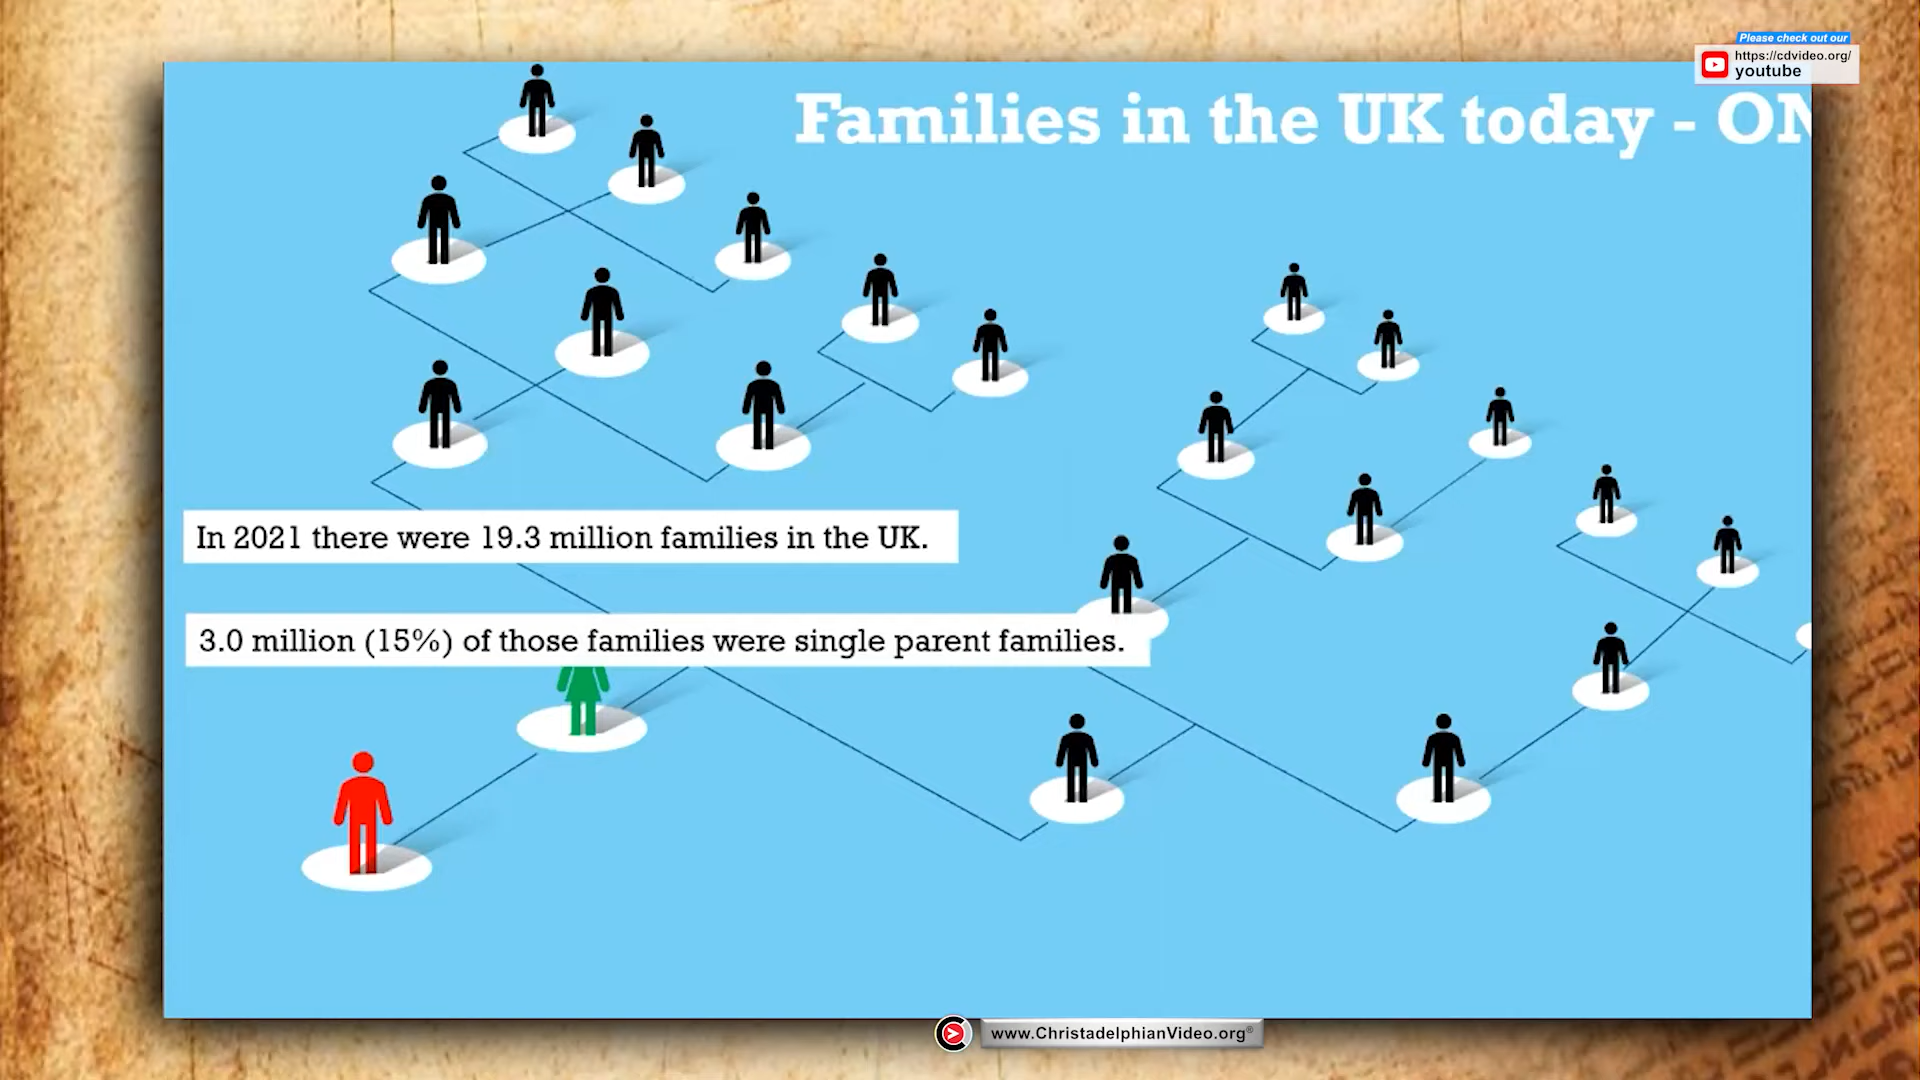 Please check out our
https://cdvideo.org/
youtube
Families in the UK today - ON
In 2021 there were 19.3 million families in the UK.
3.0 million (15%) of those families were single parent families.
www.ChristadelphianVideo.org®